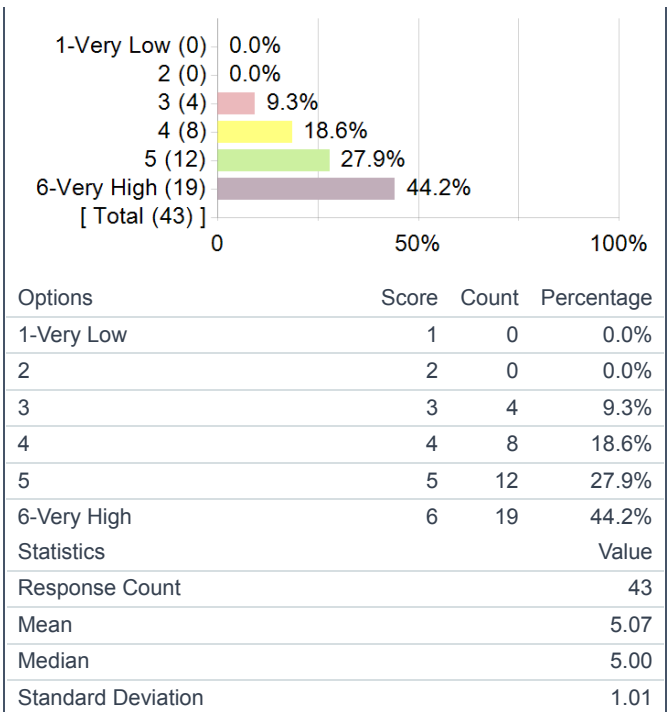 1-Very Low (0) 0.0%
2 (0) 0.0%
3 (4) 9.3%
4 (8) 18.6%
5 (12) 27.9%
6-Very High (19) 44.2%
[ Total (43) ]
0 50% 100%
Options Score Count Percentage
1-Very Low 1 0 0.0%
2 2 0 0.0%
3 3 4 9.3%
4 4 8 18.6%
5 5 12 27.9%
6-Very High 6 19 44.2%
Statistics Value
Response Count 43
Mean 5.07
Median 5.00
Standard Deviation 1.01